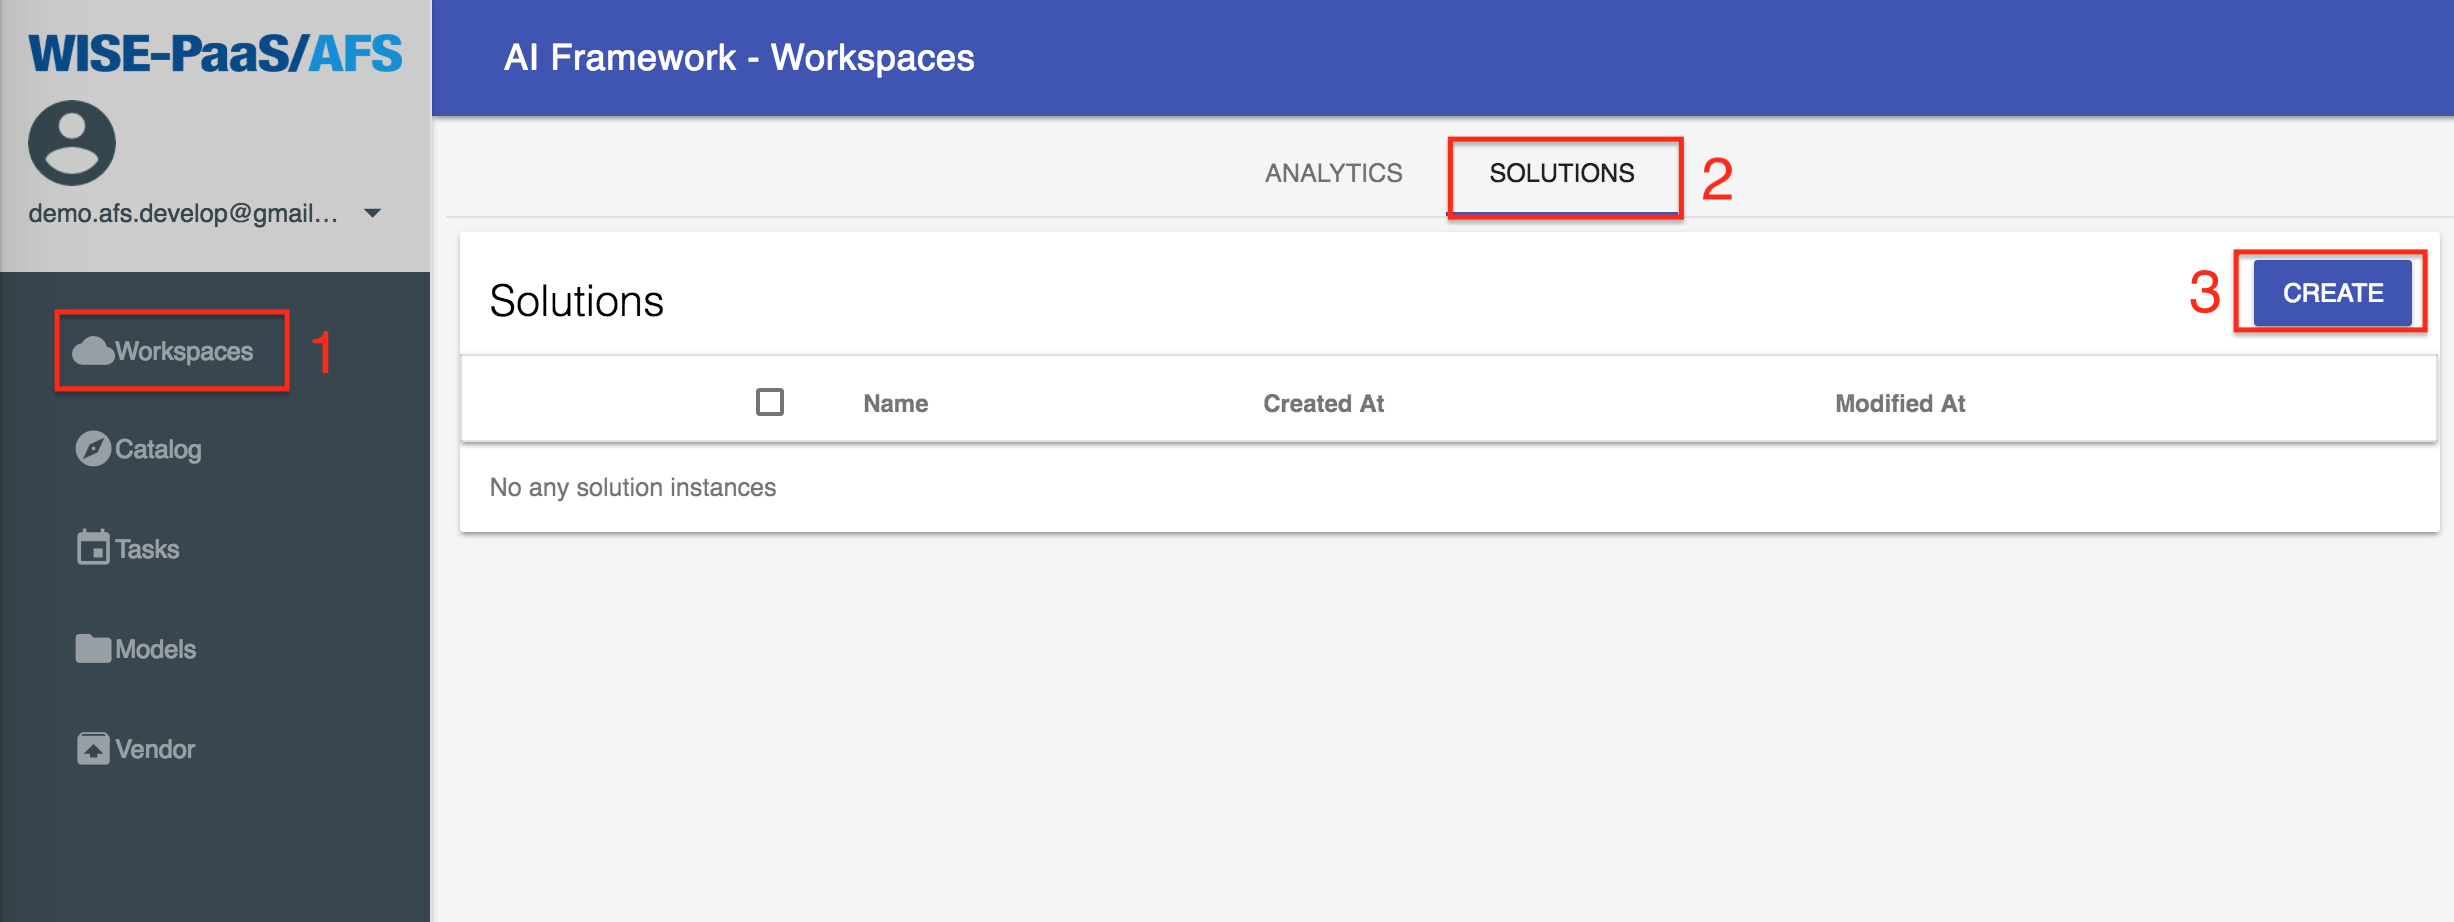 WISE-PaaS/AFS
demo.afs.develop@gmail...
Workspaces 1
Catalog
Tasks
Models
Vendor
AI Framework - Workspaces
ANALYTICS SOLUTIONS 2
Solutions 3 CREATE
Name Created At Modified At
No any solution instances